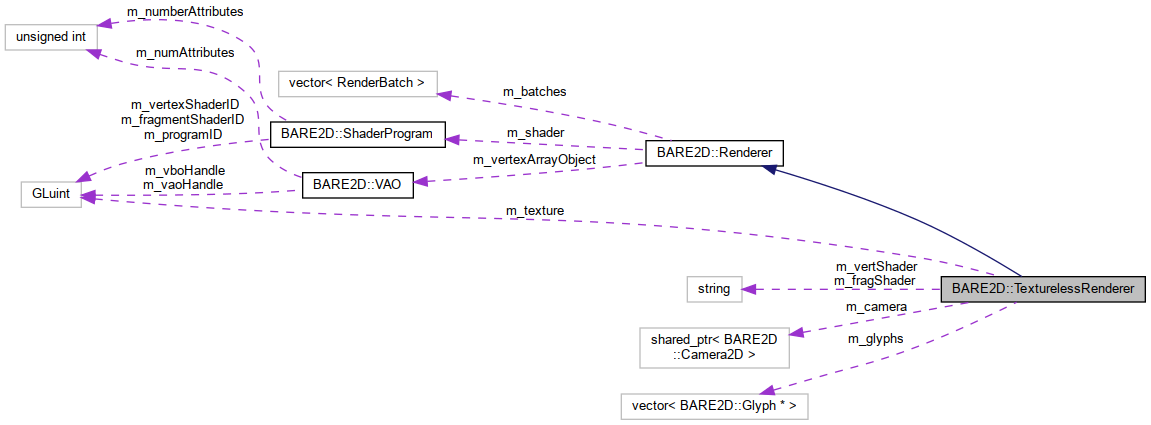 m_numberAttributes
unsigned int
m_numAttributes
vector< RenderBatch >
m_batches
m_vertexShaderID
m_fragmentShaderID
m_programID
BARE2D::ShaderProgram
m_shader
BARE2D::Renderer
m_vertexArrayObject
m_vboHandle
m_vaoHandle
BARE2D::VAO
GLuint
m_texture
m_vertShader
m_fragShader
string
BARE2D::TexturelessRenderer
m_camera
shared_ptr< BARE2D
::Camera2D >
m_glyphs
vector< BARE2D::Glyph * >